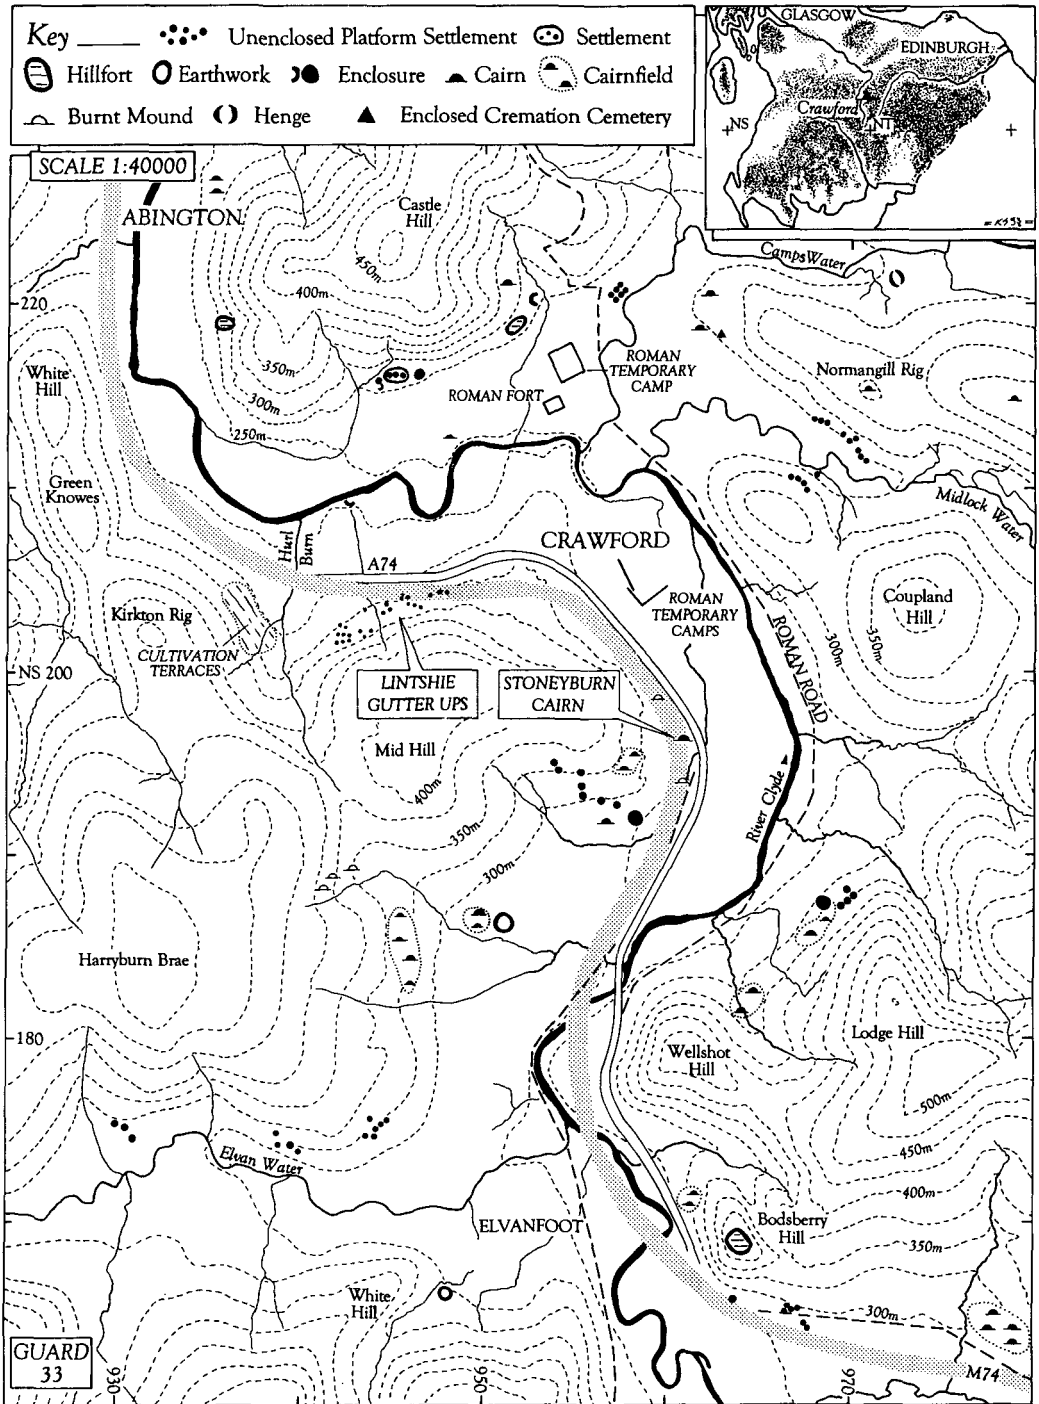 Key
Unenclosed Platform Settlement
Settlement
Hillfort
Earthwork
Enclosure
Cairn
Cairnfield
Burnt Mound
Henge
Enclosed Cremation Cemetery
GLASGOW
EDINBURGH
Crawford
NS
NT
SCALE 1:40000
ABINGTON
Castle
Hill
450m
400m
350m
300m
250m
Camps Water
220
White
Hill
Green
Knowes
ROMAN
TEMPORARY
CAMP
ROMAN FORT
Normangill Rig
Midlock
Water
Hurl
Burn
A74
CRAWFORD
ROMAN
TEMPORARY
CAMPS
Coupland
Hill
300m
350m
ROMAN ROAD
Kirkton Rig
CULTIVATION
TERRACES
NS 200
LINTSHIE
GUTTER UPS
STONEYBURN
CAIRN
Mid Hill
400m
350m
300m
River Clyde
Harryburn Brae
180
Wellshot
Hill
Lodge Hill
500m
450m
400m
350m
300m
Elvan Water
ELVANFOOT
Bodsberry
Hill
White
Hill
GUARD
33
M74
930
950
970